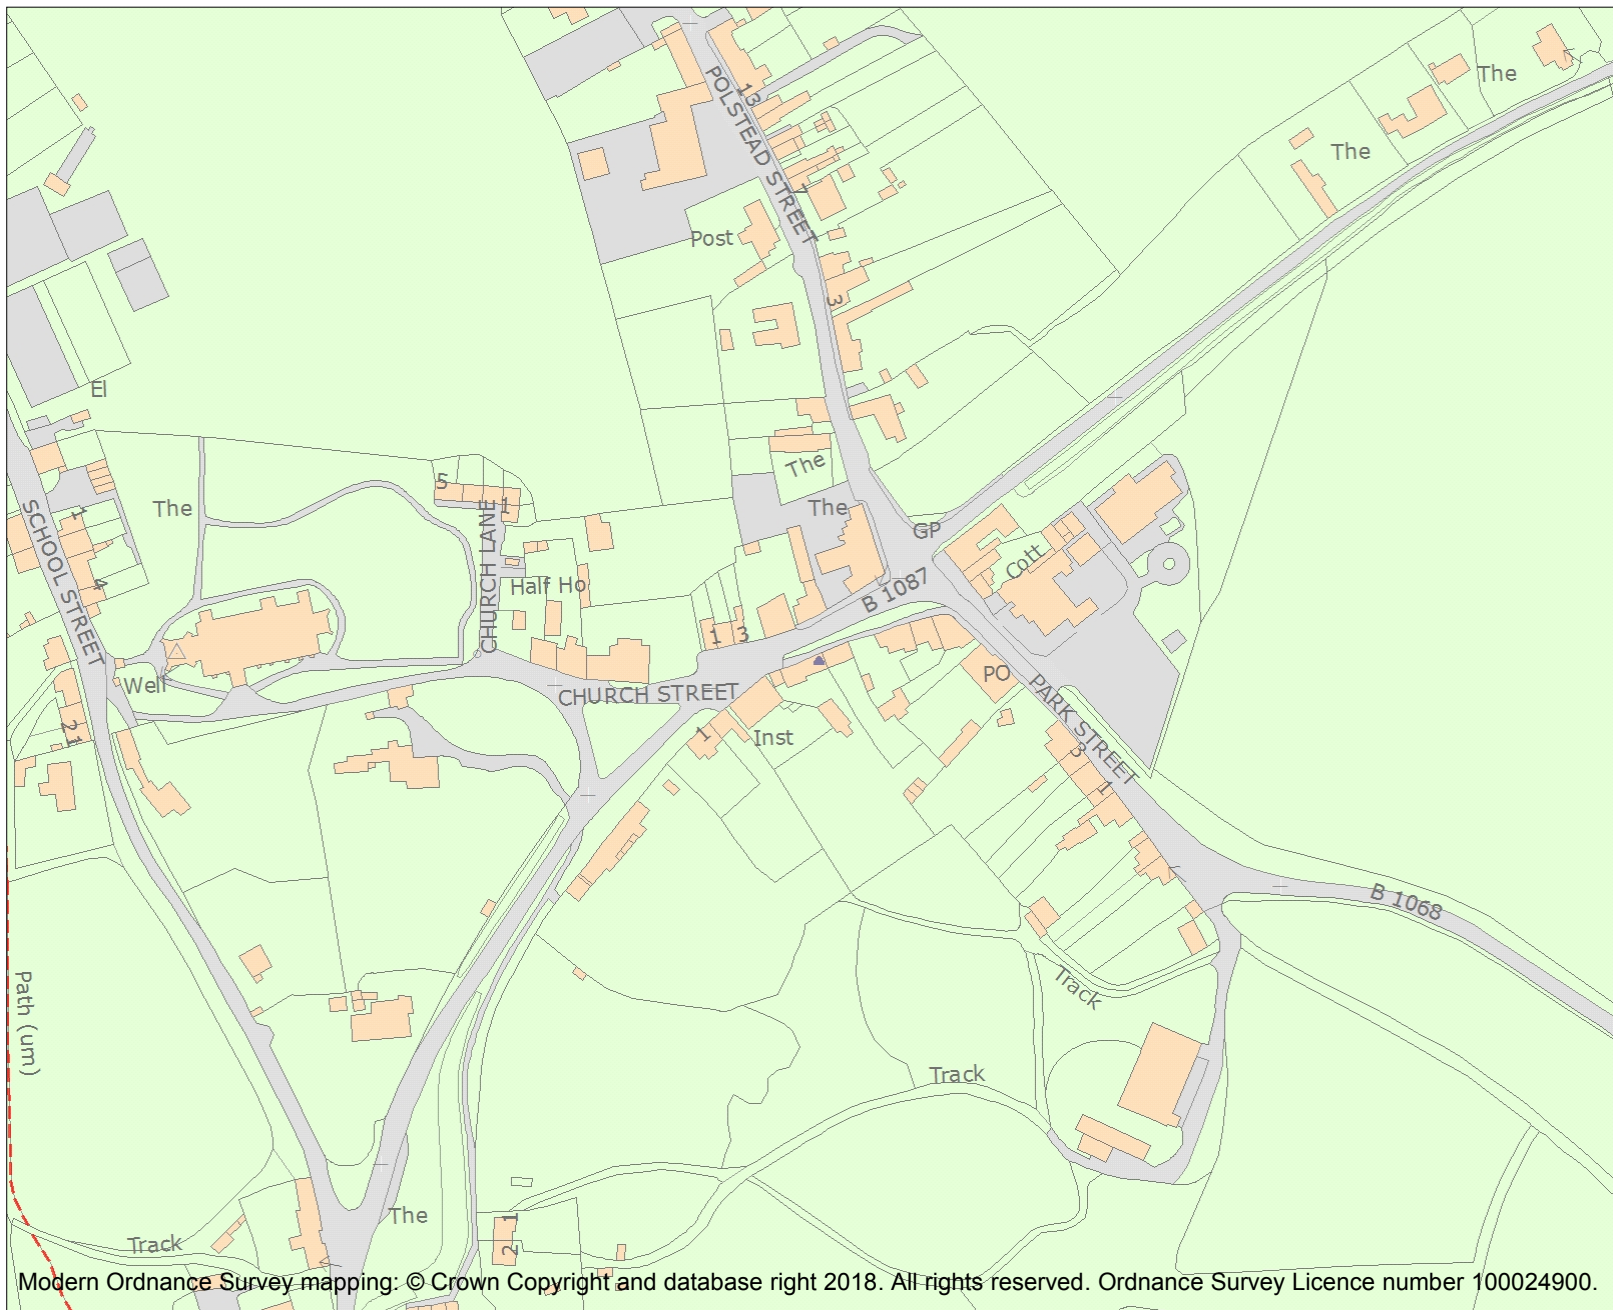 The
13
POLSTEAD STREET
The
7
Post
3
El
The
5
The
1
The
The
GP
SCHOOL STREET
1
4
CHURCH LANE
Half Ho
Cott
B 1087
1
3
Well
PO
CHURCH STREET
PARK STREET
2
1
1
Inst
3
1
B 1068
Path (um)
Track
Track
The
Track
1
2
Modern Ordnance Survey mapping: © Crown Copyright and database right 2018. All rights reserved. Ordnance Survey Licence number 100024900.